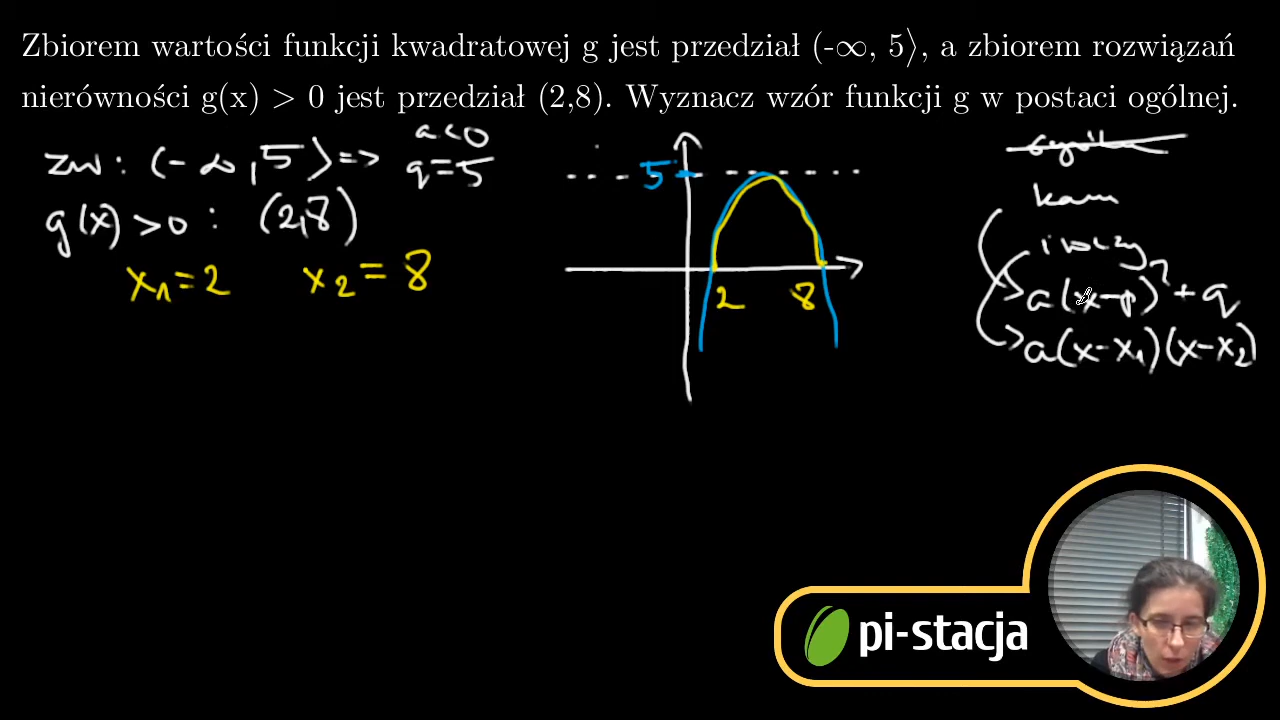 Zbiorem wartości funkcji kwadratowej g jest przedział (-∞, 5⟩, a zbiorem rozwiązań
nierówności g(x) > 0 jest przedział (2,8). Wyznacz wzór funkcji g w postaci ogólnej.
zw: (-∞, 5⟩ => a<0
q=5
g(x) >0 : (2,8)
x₁=2 x₂=8
5
2 8
kan
iloczy
a(x-p)²+q
a(x-x₁)(x-x₂)
pi-stacja